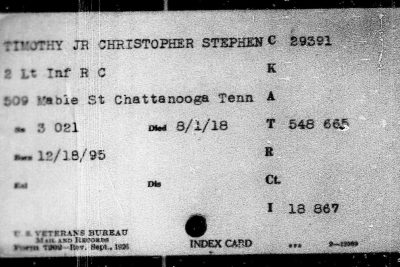 TIMOTHY JR CHRISTOPHER STEPHEN C 29391
2 Lt Inf R C K
509 Mabie St Chattanooga Tenn A
Ss 3 021 Died 8/1/18 T 548 665
Born 12/18/95 R
Enl Dis Ct.
I 18 867
U. S. VETERANS BUREAU
MAIL AND RECORDS
Form 7202—Rev. Sept., 1926 INDEX CARD